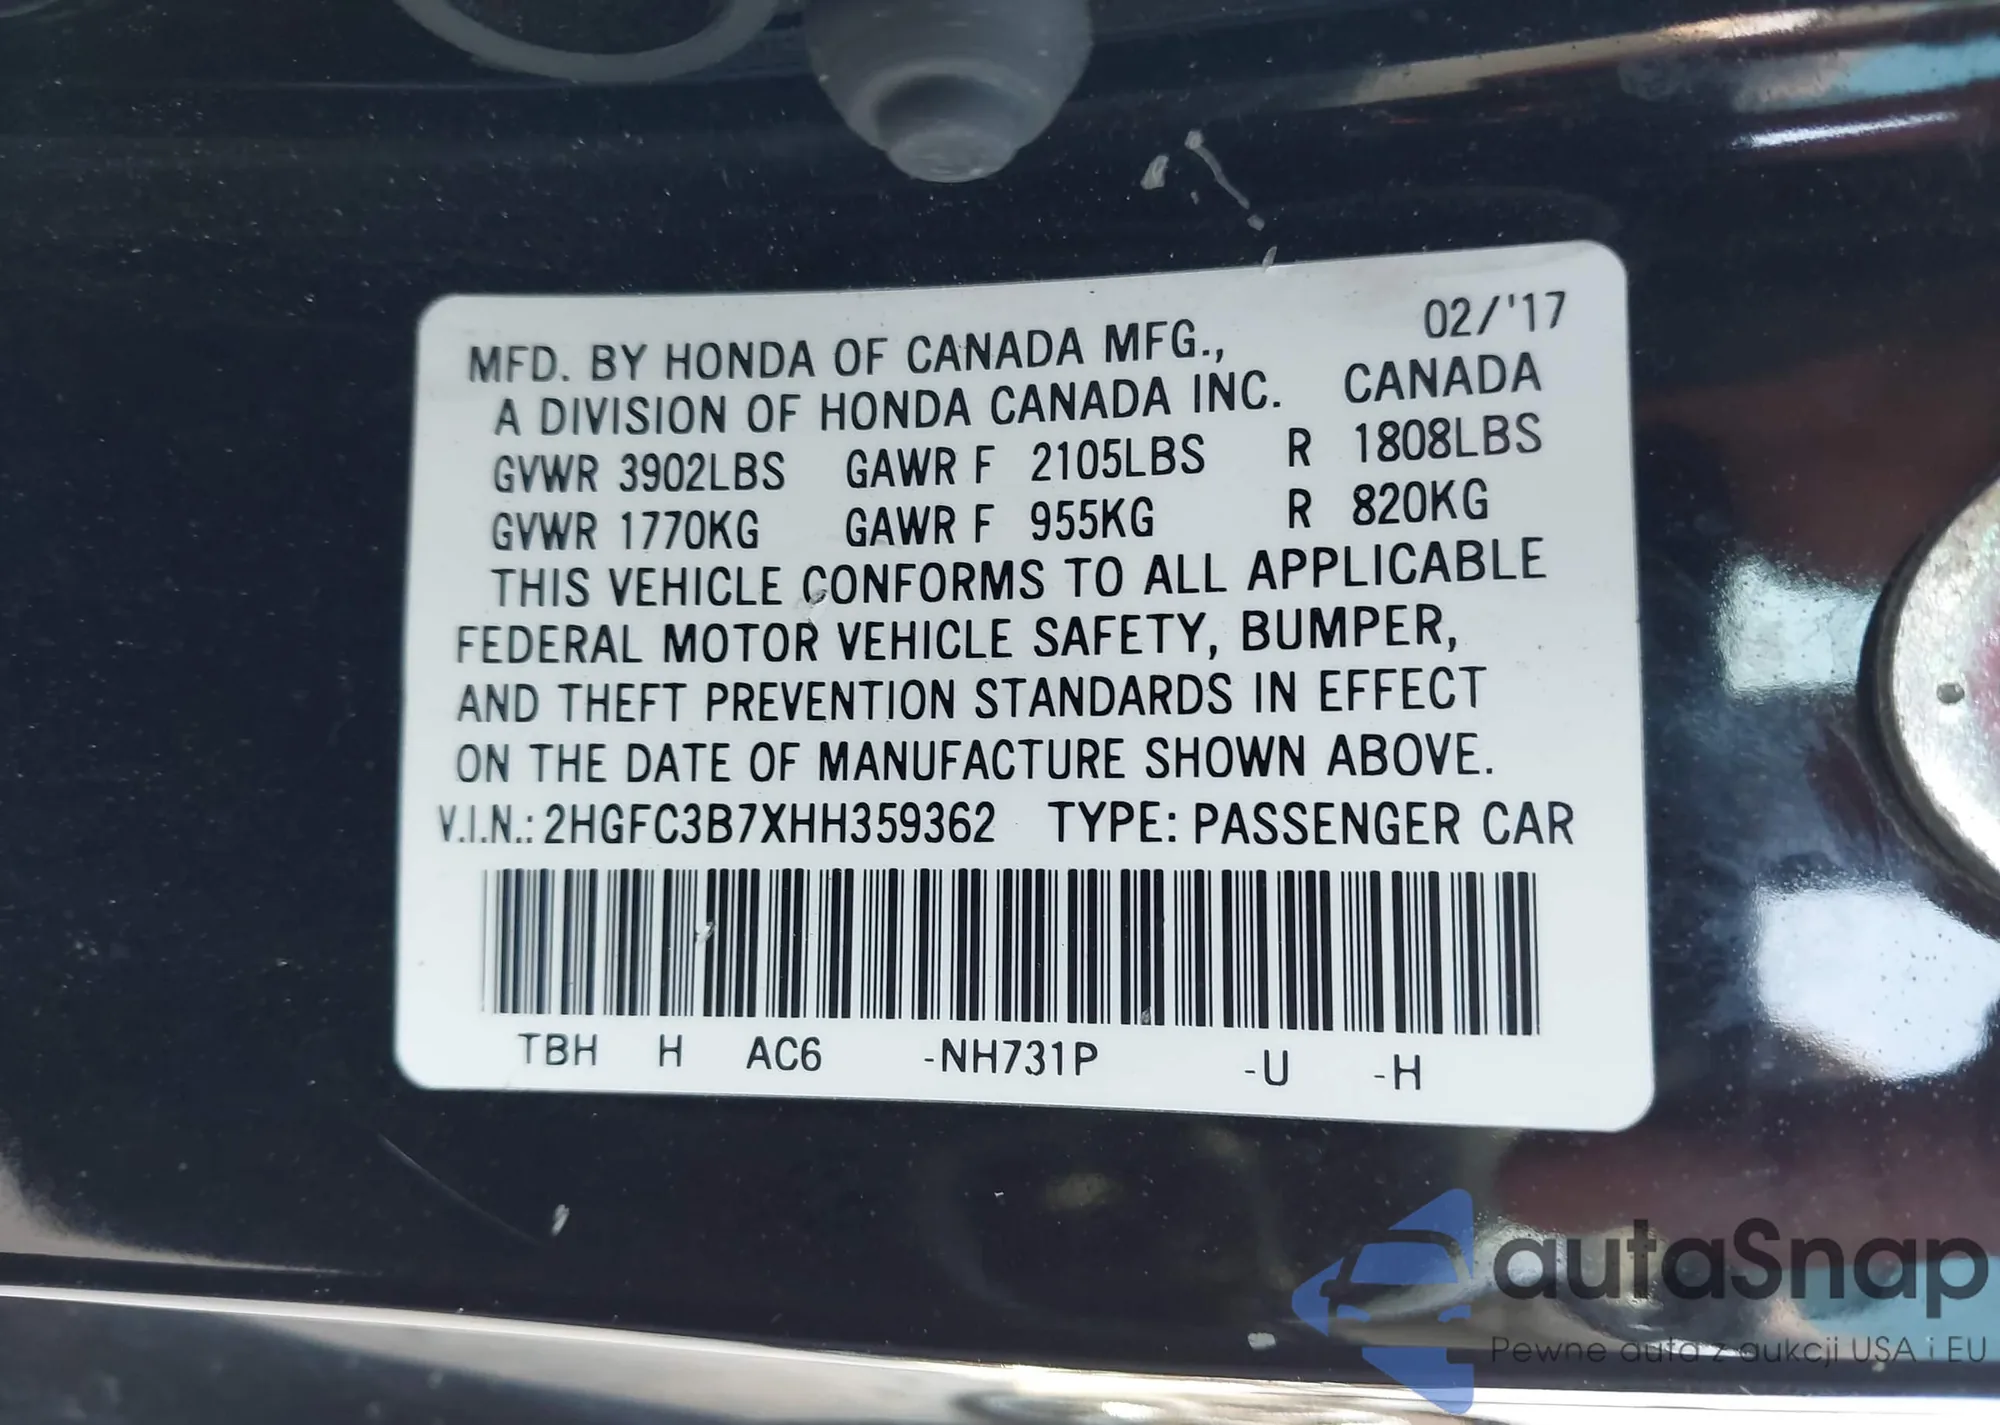 02/'17
MFD. BY HONDA OF CANADA MFG.,
A DIVISION OF HONDA CANADA INC. CANADA
GVWR 3902LBS GAWR F 2105LBS R 1808LBS
GVWR 1770KG GAWR F 955KG R 820KG
THIS VEHICLE CONFORMS TO ALL APPLICABLE
FEDERAL MOTOR VEHICLE SAFETY, BUMPER,
AND THEFT PREVENTION STANDARDS IN EFFECT
ON THE DATE OF MANUFACTURE SHOWN ABOVE.
V.I.N.: 2HGFC3B7XHH359362 TYPE: PASSENGER CAR
TBH H AC6 -NH731P -U -H
autaSnap
Pewne auta z aukcji USA i EU